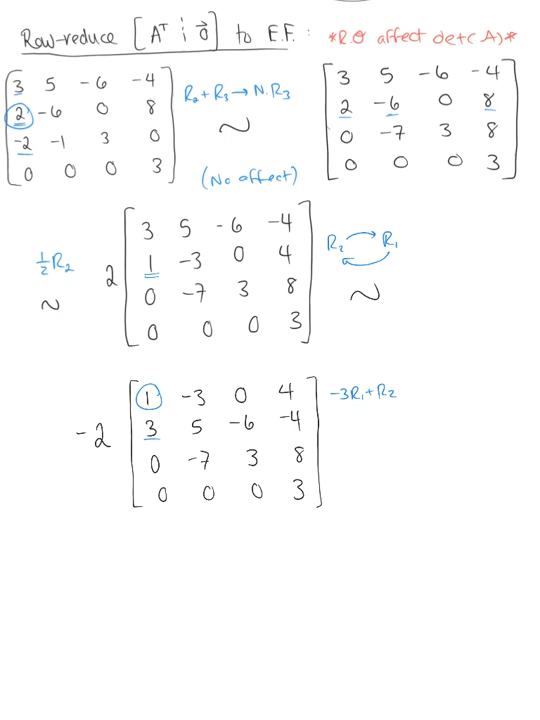 Row-reduce [Aᵀ ¦ 0⃗] to E.F.: *R.O affect det(A)*
3 5 -6 -4
2 -6 0 8
-2 -1 3 0
0 0 0 3
R₂ + R₃ → N.R₃
~
(No affect)
3 5 -6 -4
2 -6 0 8
0 -7 3 8
0 0 0 3
½R₂
~
2
3 5 -6 -4
1 -3 0 4
0 -7 3 8
0 0 0 3
R₂ R₁
~
-2
1 -3 0 4
3 5 -6 -4
0 -7 3 8
0 0 0 3
-3R₁ + R₂